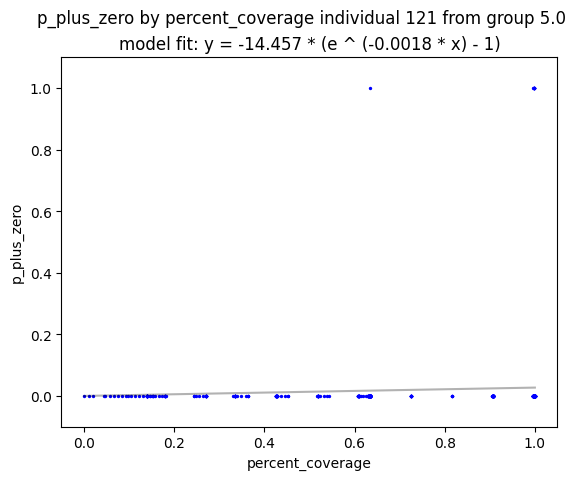 p_plus_zero by percent_coverage individual 121 from group 5.0
model fit: y = -14.457 * (e ^ (-0.0018 * x) - 1)
1.0
0.8
0.6
0.4
0.2
0.0
p_plus_zero
0.0 0.2 0.4 0.6 0.8 1.0
percent_coverage